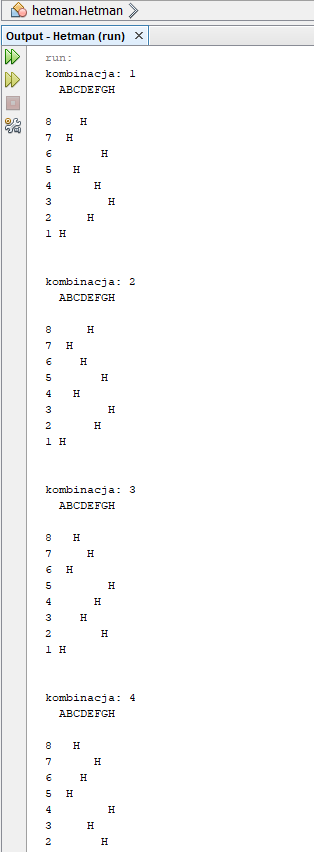 hetman.Hetman
Output - Hetman (run)
run:
kombinacja: 1
  ABCDEFGH
8    H
7  H
6       H
5   H
4      H
3        H
2     H
1 H
kombinacja: 2
  ABCDEFGH
8     H
7  H
6    H
5       H
4   H
3        H
2      H
1 H
kombinacja: 3
  ABCDEFGH
8   H
7     H
6  H
5        H
4      H
3    H
2       H
1 H
kombinacja: 4
  ABCDEFGH
8   H
7      H
6    H
5  H
4        H
3     H
2       H